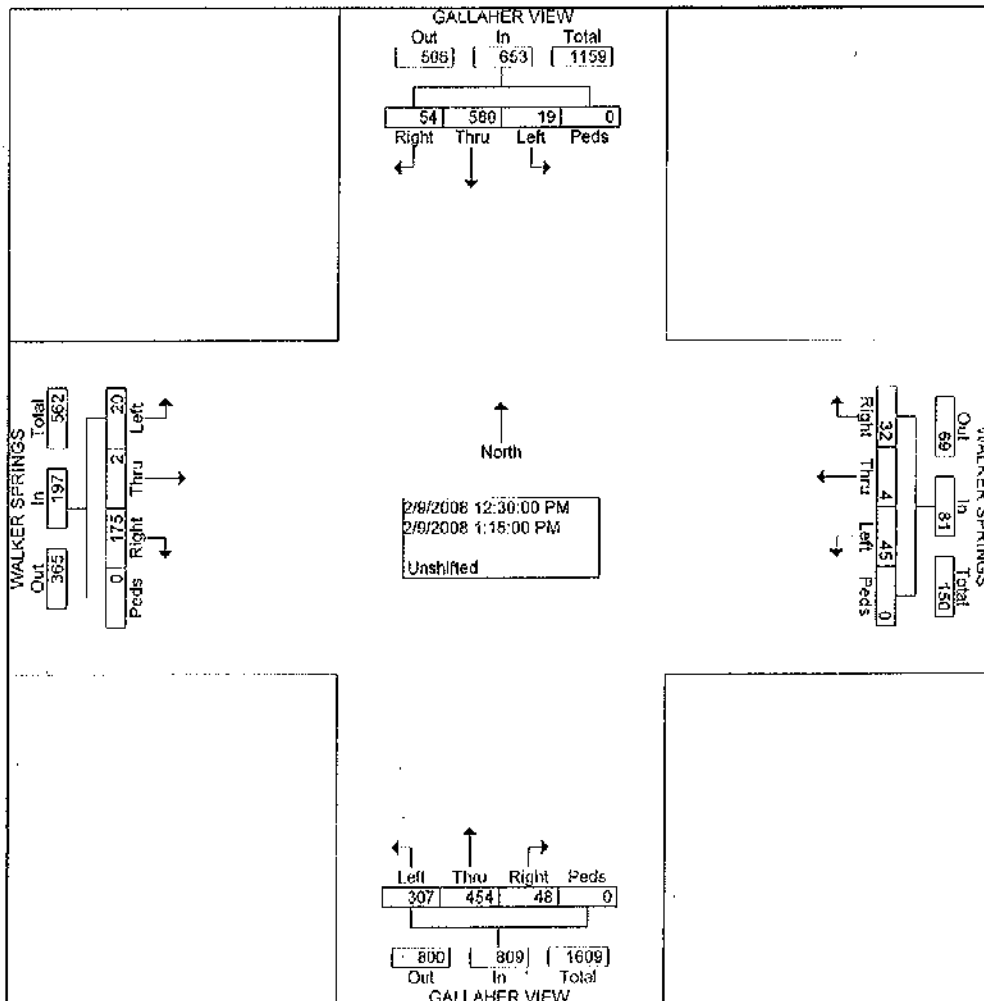 GALLAHER VIEW
Out In Total
506 653 1159
54 580 19 0
Right Thru Left Peds
WALKER SPRINGS
Total In Out
562 197 365
20 2 175 0
Left Thru Right Peds
North
2/9/2008 12:30:00 PM
2/9/2008 1:15:00 PM
Unshifted
Right Thru Left Peds
32 4 45 0
69 81 150
Out In Total
WALKER SPRINGS
Left Thru Right Peds
307 454 48 0
800 809 1609
Out In Total
GALLAHER VIEW